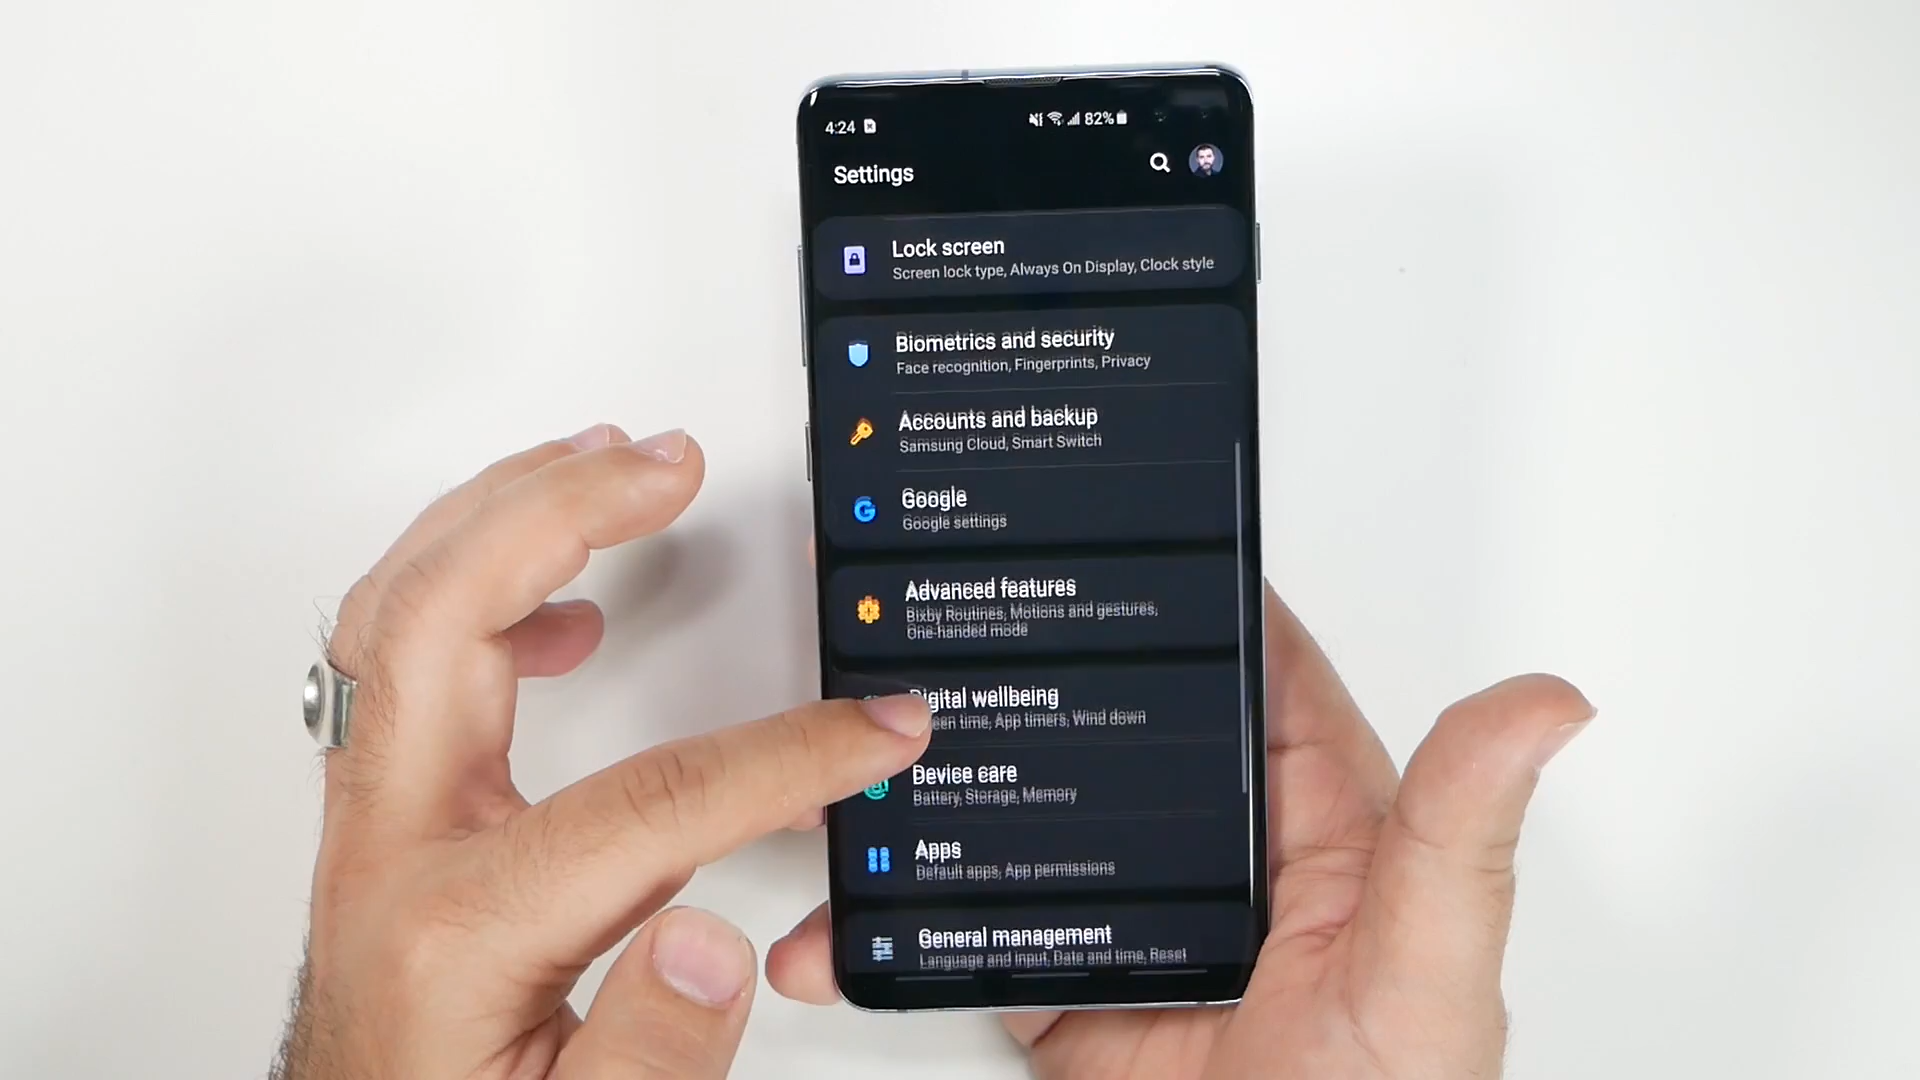 4:24
82%
Settings
Lock screen
Screen lock type, Always On Display, Clock style
Biometrics and security
Face recognition, Fingerprints, Privacy
Accounts and backup
Samsung Cloud, Smart Switch
Google
Google settings
Advanced features
Bixby Routines, Motions and gestures,
One-handed mode
Digital wellbeing
time, App timers, Wind down
Device care
Battery, Storage, Memory
Apps
Default apps, App permissions
General management
Language and input, Date and time, Reset